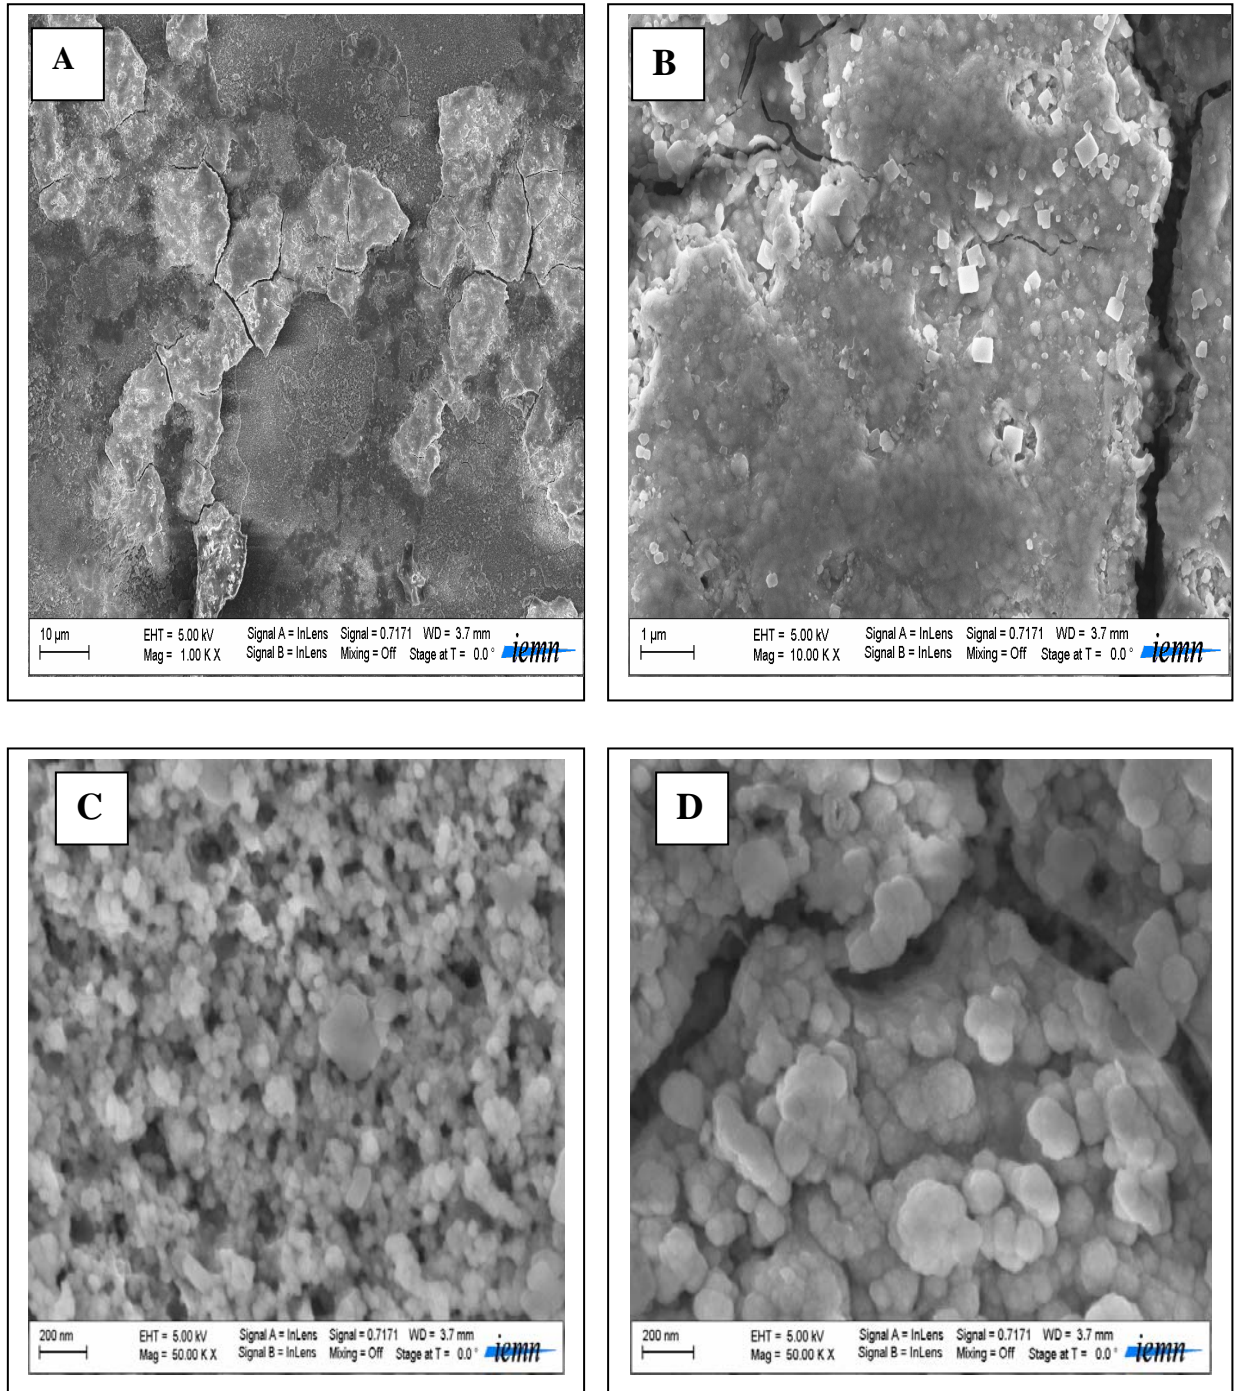 A
10 µm
EHT = 5.00 kV Signal A = InLens Signal = 0.7171 WD = 3.7 mm
Mag = 1.00 K X Signal B = InLens Mixing = Off Stage at T = 0.0 °
iemn
B
1 µm
EHT = 5.00 kV Signal A = InLens Signal = 0.7171 WD = 3.7 mm
Mag = 10.00 K X Signal B = InLens Mixing = Off Stage at T = 0.0 °
iemn
C
200 nm
EHT = 5.00 kV Signal A = InLens Signal = 0.7171 WD = 3.7 mm
Mag = 50.00 K X Signal B = InLens Mixing = Off Stage at T = 0.0 °
iemn
D
200 nm
EHT = 5.00 kV Signal A = InLens Signal = 0.7171 WD = 3.7 mm
Mag = 50.00 K X Signal B = InLens Mixing = Off Stage at T = 0.0 °
iemn